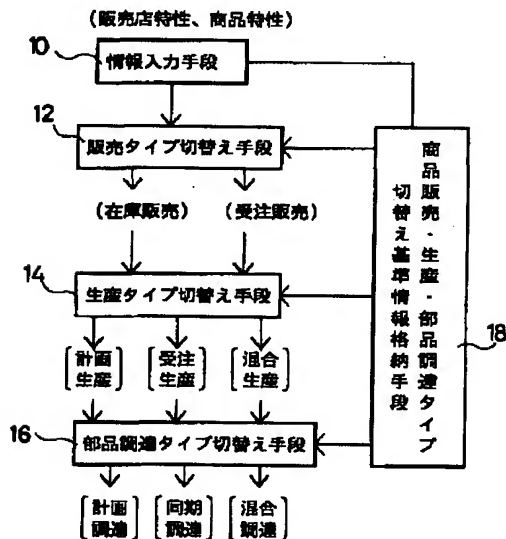 (販売店特性、商品特性)
10
情報入力手段
12
販売タイプ切替え手段
(在庫販売)
(受注販売)
14
生産タイプ切替え手段
[計画生産]
[受注生産]
[混合生産]
16
部品調達タイプ切替え手段
[計画調達]
[同期調達]
[混合調達]
商品販売・生産・部品調達タイプ
切替え基準情報格納手段
18